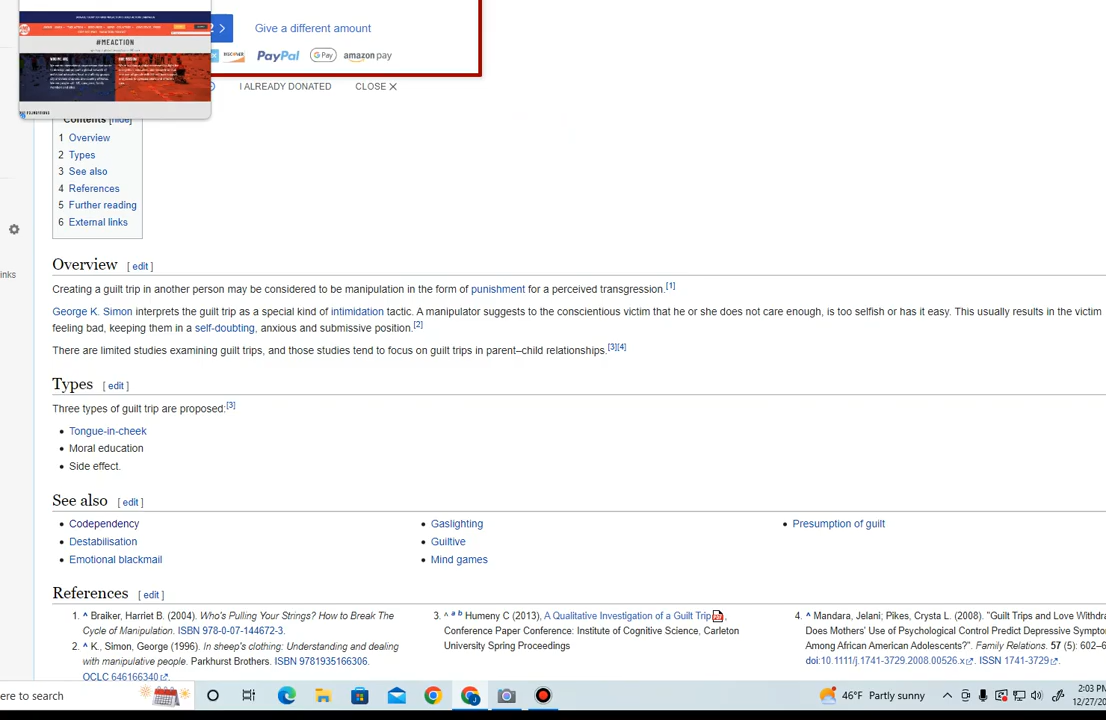 Give a different amount
#MEACTION
DISCOVER PayPal G Pay amazon pay
I ALREADY DONATED CLOSE
Contents [hide]
1 Overview
2 Types
3 See also
4 References
5 Further reading
6 External links
inks
Overview [ edit ]
Creating a guilt trip in another person may be considered to be manipulation in the form of punishment for a perceived transgression.[1]
George K. Simon interprets the guilt trip as a special kind of intimidation tactic. A manipulator suggests to the conscientious victim that he or she does not care enough, is too selfish or has it easy. This usually results in the victim
feeling bad, keeping them in a self-doubting, anxious and submissive position.[2]
There are limited studies examining guilt trips, and those studies tend to focus on guilt trips in parent–child relationships.[3][4]
Types [ edit ]
Three types of guilt trip are proposed:[3]
• Tongue-in-cheek
• Moral education
• Side effect.
See also [ edit ]
• Codependency • Gaslighting • Presumption of guilt
• Destabilisation • Guiltive
• Emotional blackmail • Mind games
References [ edit ]
1. ^ Braiker, Harriet B. (2004). Who's Pulling Your Strings? How to Break The
Cycle of Manipulation. ISBN 978-0-07-144672-3.
2. ^ K., Simon, George (1996). In sheep's clothing: Understanding and dealing
with manipulative people. Parkhurst Brothers. ISBN 9781935166306.
OCLC 646166340.
3. ^ a b Humeny C (2013), A Qualitative Investigation of a Guilt Trip,
Conference Paper Conference: Institute of Cognitive Science, Carleton
University Spring Proceedings
4. ^ Mandara, Jelani; Pikes, Crysta L. (2008). "Guilt Trips and Love Withdra
Does Mothers' Use of Psychological Control Predict Depressive Sympto
Among African American Adolescents?". Family Relations. 57 (5): 602–6
doi:10.1111/j.1741-3729.2008.00526.x. ISSN 1741-3729.
ere to search
46°F Partly sunny
2:03 PM
12/27/20